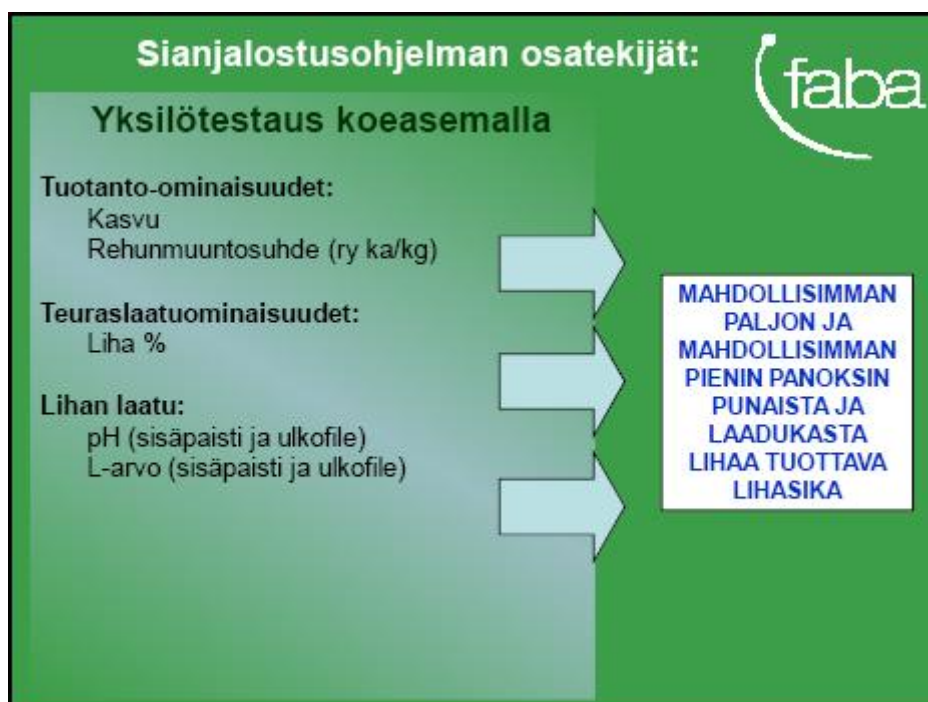 Sianjalostusohjelman osatekijät:
faba
Yksilötestaus koeasemalla
Tuotanto-ominaisuudet:
Kasvu
Rehunmuuntosuhde (ry ka/kg)
Teuraslaatuominaisuudet:
Liha %
Lihan laatu:
pH (sisäpaisti ja ulkofile)
L-arvo (sisäpaisti ja ulkofile)
MAHDOLLISIMMAN
PALJON JA
MAHDOLLISIMMAN
PIENIN PANOKSIN
PUNAISTA JA
LAADUKASTA
LIHAA TUOTTAVA
LIHASIKA